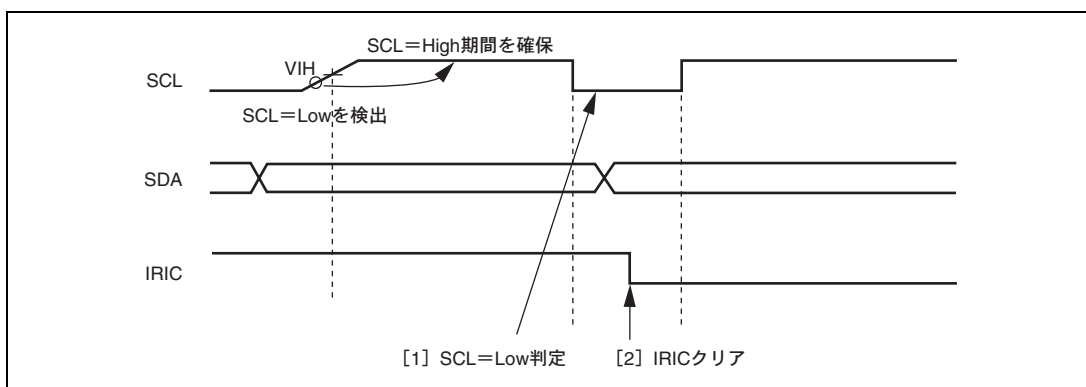 SCL＝High期間を確保
VIH
SCL
SCL＝Lowを検出
SDA
IRIC
［1］SCL＝Low判定
［2］IRICクリア